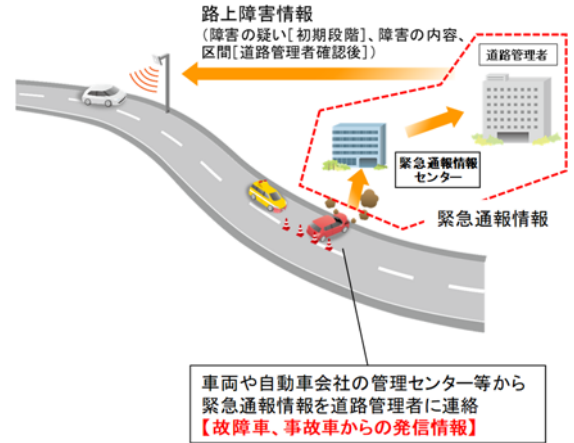 路上障害情報
（障害の疑い［初期段階］、障害の内容、
区間［道路管理者確認後］）
道路管理者
緊急通報情報
センター
緊急通報情報
車両や自動車会社の管理センター等から
緊急通報情報を道路管理者に連絡
【故障車、事故車からの発信情報】